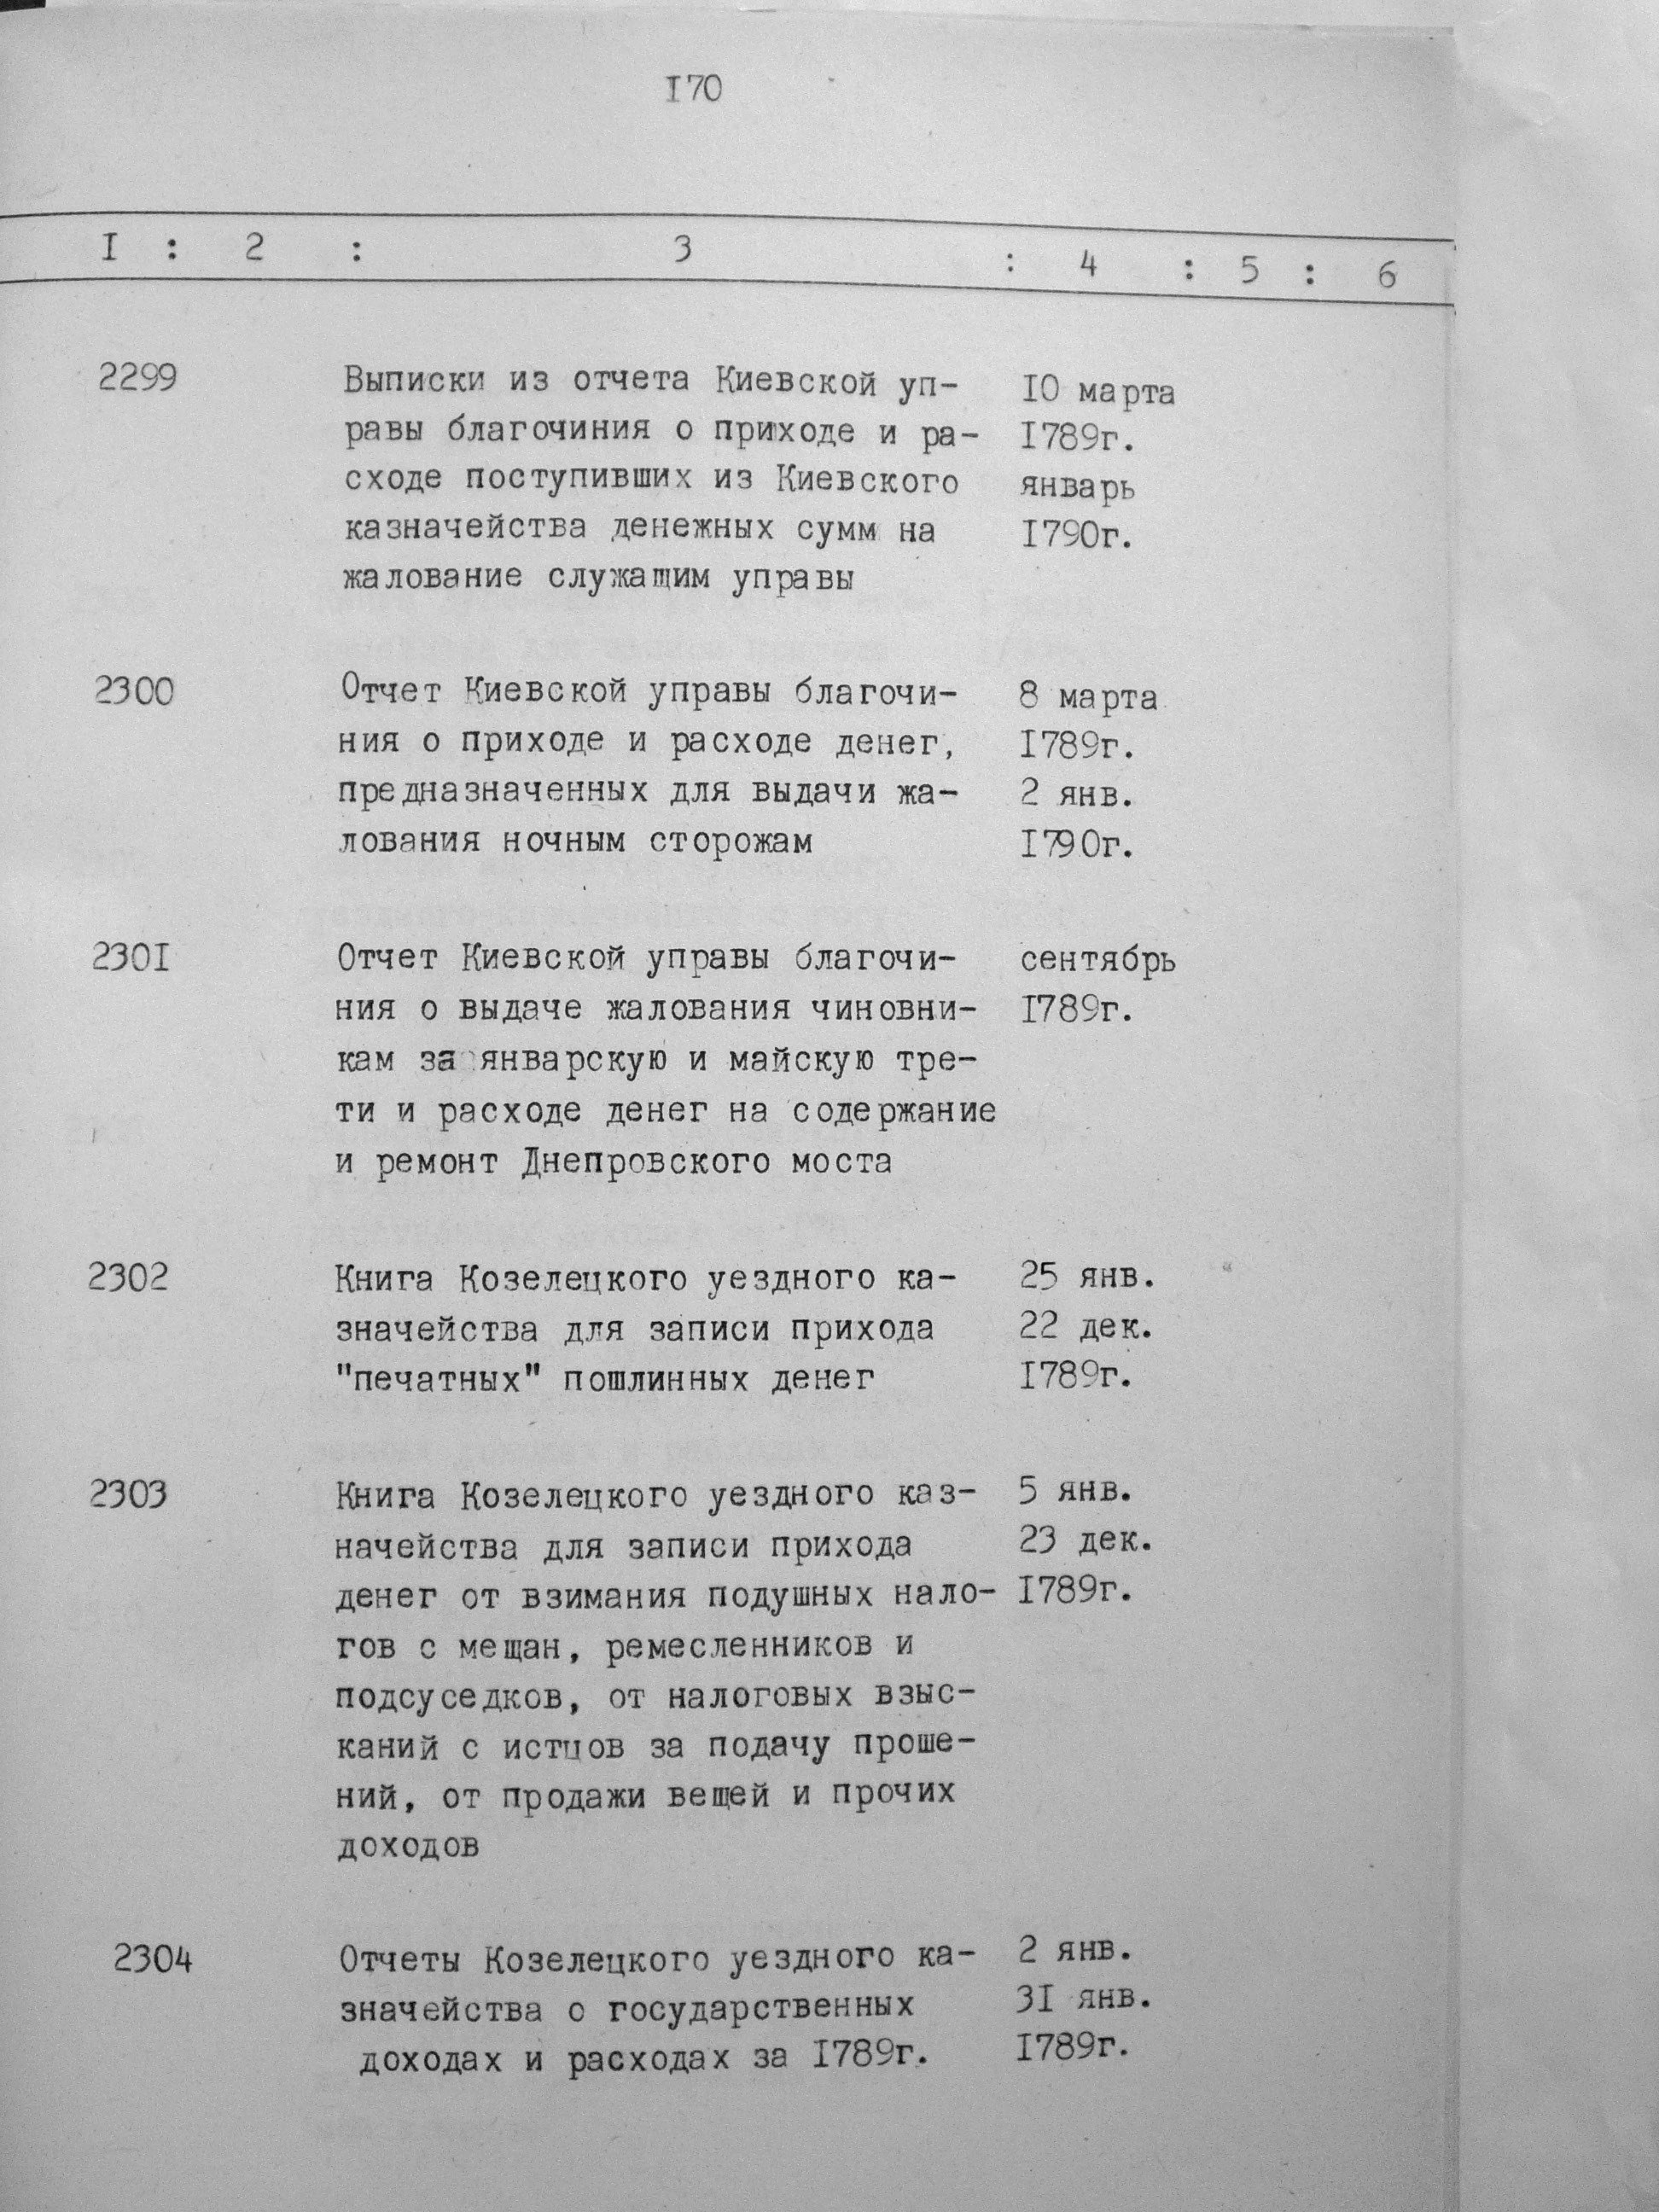 170
1 : 2 : 3 : 4 : 5 : 6
2299 Выписки из отчета Киевской уп- 10 марта
равы благочиния о приходе и ра- 1789г.
сходе поступивших из Киевского январь
казначейства денежных сумм на 1790г.
жалование служащим управы
2300 Отчет Киевской управы благочи- 8 марта
ния о приходе и расходе денег, 1789г.
предназначенных для выдачи жа- 2 янв.
лования ночным сторожам 1790г.
2301 Отчет Киевской управы благочи- сентябрь
ния о выдаче жалования чиновни- 1789г.
кам за январскую и майскую тре-
ти и расходе денег на содержание
и ремонт Днепровского моста
2302 Книга Козелецкого уездного ка- 25 янв.
значейства для записи прихода 22 дек.
"печатных" пошлинных денег 1789г.
2303 Книга Козелецкого уездного каз- 5 янв.
начейства для записи прихода 23 дек.
денег от взимания подушных нало- 1789г.
гов с мещан, ремесленников и
подсуседков, от налоговых взыс-
каний с истцов за подачу проше-
ний, от продажи вещей и прочих
доходов
2304 Отчеты Козелецкого уездного ка- 2 янв.
значейства о государственных 31 янв.
доходах и расходах за 1789г. 1789г.